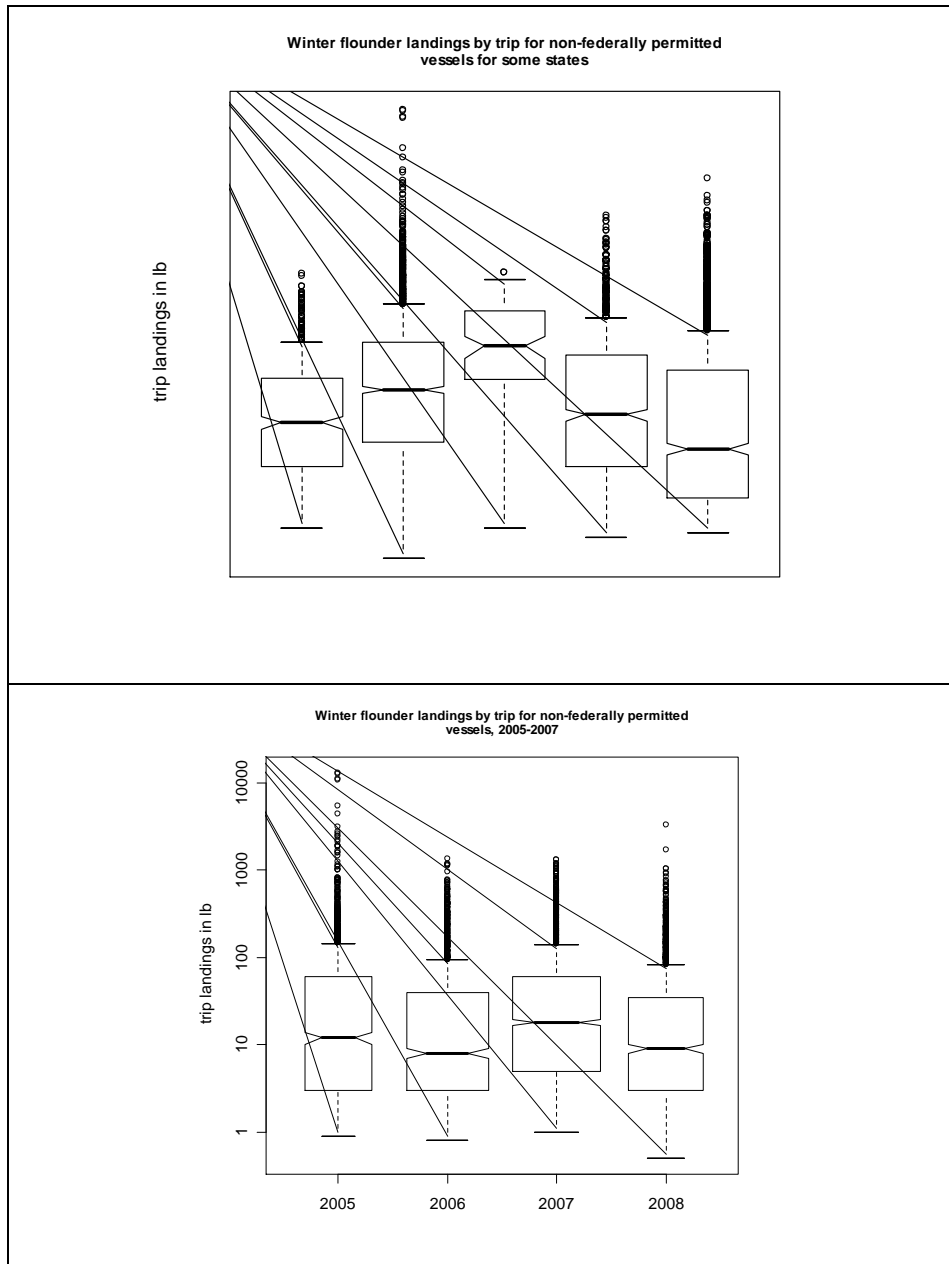 Winter flounder landings by trip for non-federally permitted
vessels for some states
trip landings in lb
Winter flounder landings by trip for non-federally permitted
vessels, 2005-2007
trip landings in lb
10000
1000
100
10
1
2005 2006 2007 2008